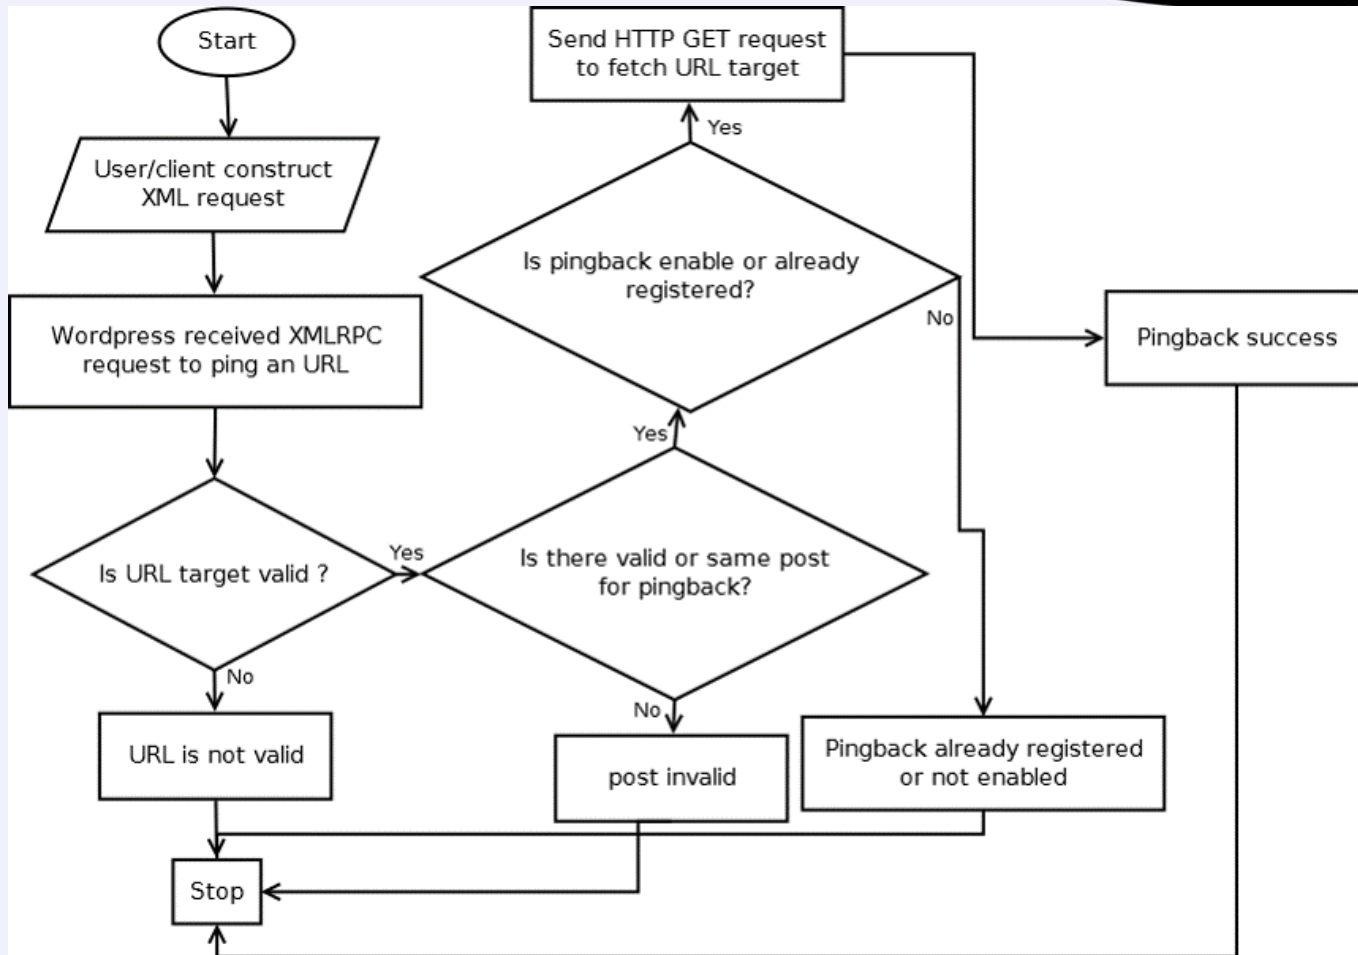 Start
User/client construct
XML request
Wordpress received XMLRPC
request to ping an URL
Is URL target valid ?
Yes
No
URL is not valid
Stop
Is there valid or same post
for pingback?
Yes
No
post invalid
Is pingback enable or already
registered?
Yes
No
Send HTTP GET request
to fetch URL target
Pingback success
Pingback already registered
or not enabled